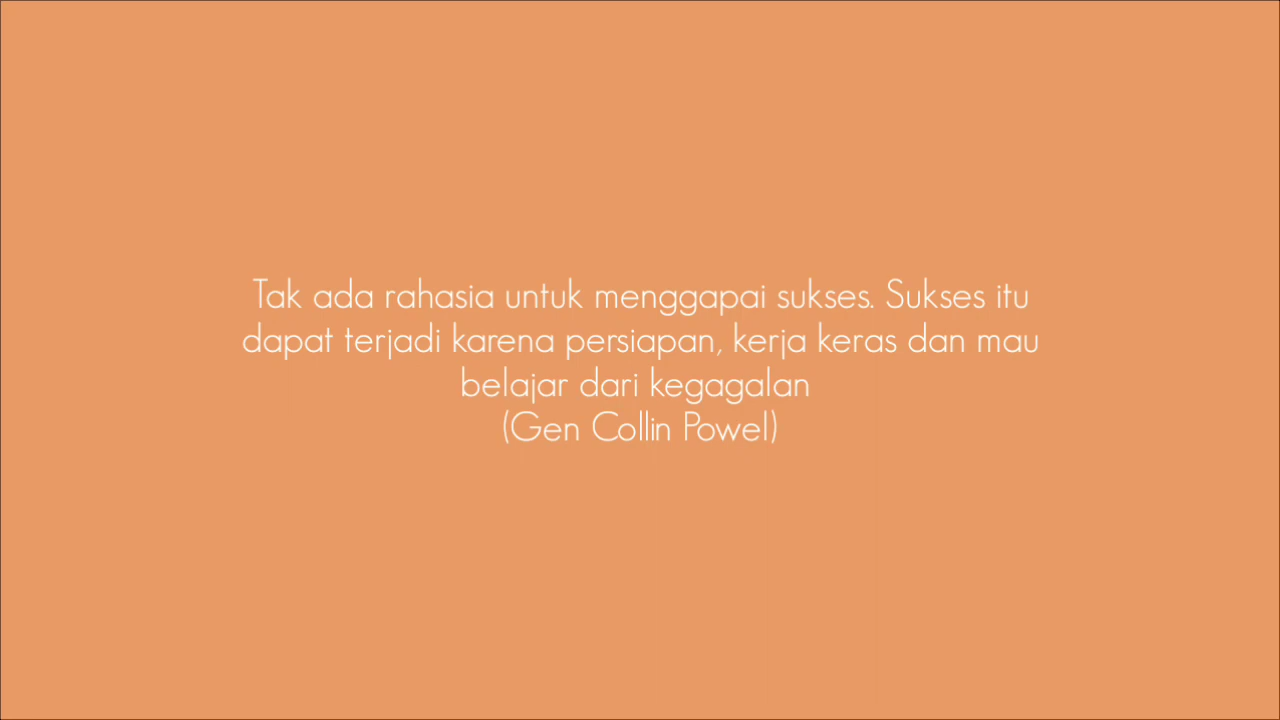 Tak ada rahasia untuk menggapai sukses. Sukses itu
dapat terjadi karena persiapan, kerja keras dan mau
belajar dari kegagalan
(Gen Collin Powel)